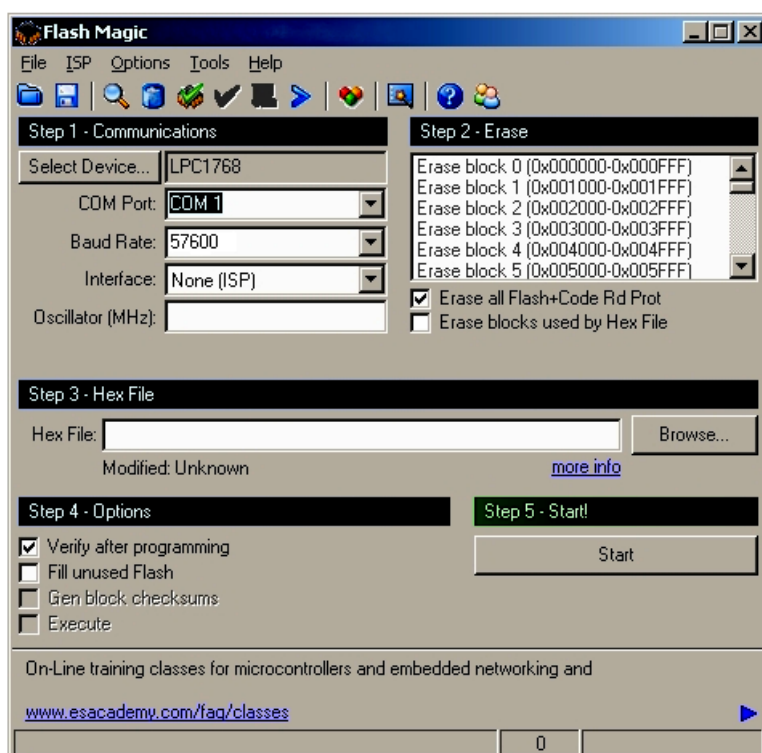 Flash Magic
File ISP Options Tools Help
Step 1 - Communications
Select Device... LPC1768
COM Port: COM 1
Baud Rate: 57600
Interface: None (ISP)
Oscillator (MHz):
Step 2 - Erase
Erase block 0 (0x000000-0x000FFF)
Erase block 1 (0x001000-0x001FFF)
Erase block 2 (0x002000-0x002FFF)
Erase block 3 (0x003000-0x003FFF)
Erase block 4 (0x004000-0x004FFF)
Erase block 5 (0x005000-0x005FFF)
Erase all Flash+Code Rd Prot
Erase blocks used by Hex File
Step 3 - Hex File
Hex File: Browse...
Modified: Unknown more info
Step 4 - Options
Verify after programming
Fill unused Flash
Gen block checksums
Execute
Step 5 - Start!
Start
On-Line training classes for microcontrollers and embedded networking and
www.esacademy.com/faq/classes
0